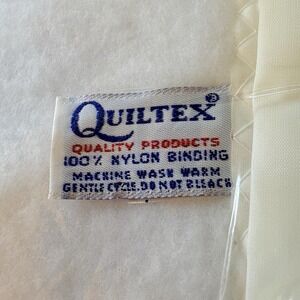 QUILTEX®
QUALITY PRODUCTS
100% NYLON BINDING
MACHINE WASH WARM
GENTLE CYCLE.DO NOT BLEACH